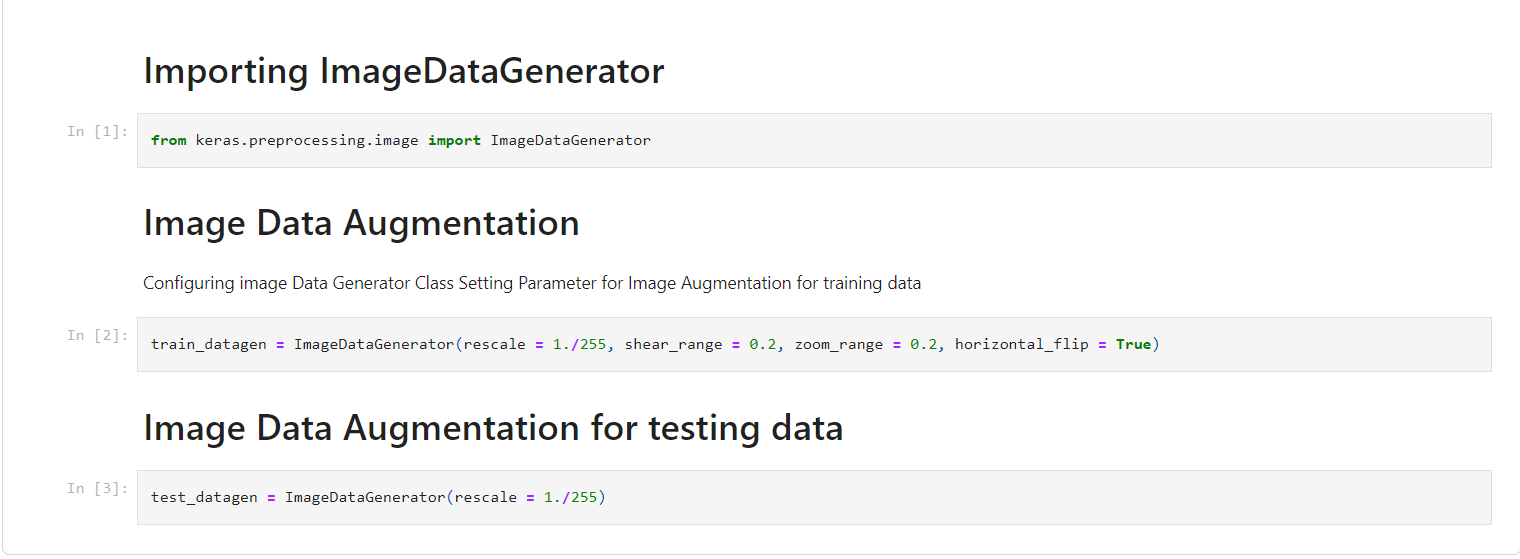 Importing ImageDataGenerator
In [1]:
from keras.preprocessing.image import ImageDataGenerator
Image Data Augmentation
Configuring image Data Generator Class Setting Parameter for Image Augmentation for training data
In [2]:
train_datagen = ImageDataGenerator(rescale = 1./255, shear_range = 0.2, zoom_range = 0.2, horizontal_flip = True)
Image Data Augmentation for testing data
In [3]:
test_datagen = ImageDataGenerator(rescale = 1./255)